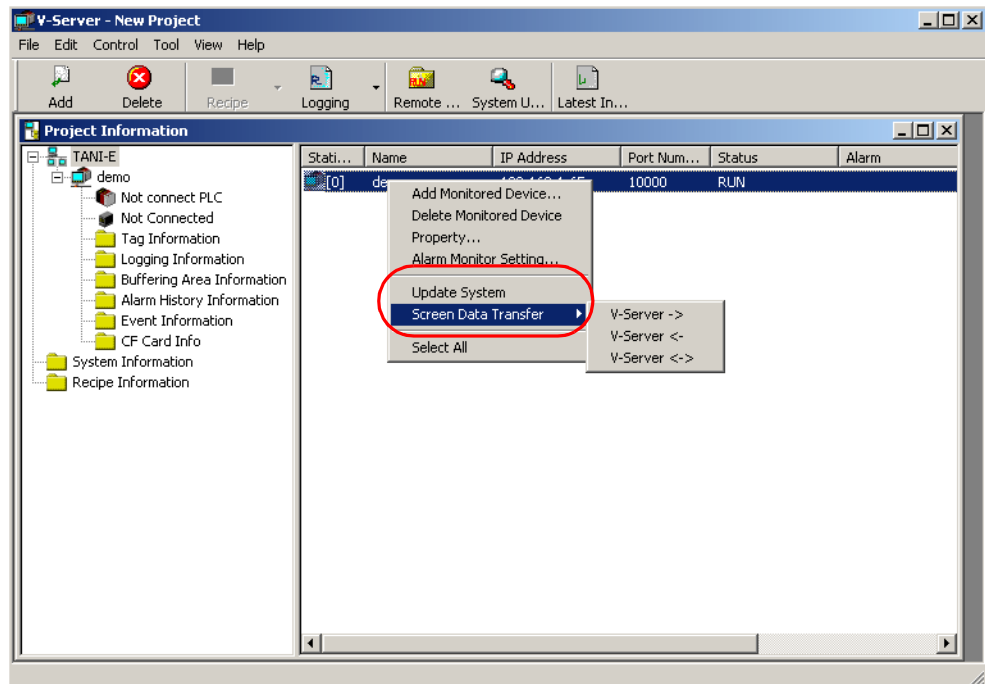 V-Server - New Project
File Edit Control Tool View Help
Add Delete Recipe Logging Remote ... System U... Latest In...
Project Information
TANI-E
demo
Not connect PLC
Not Connected
Tag Information
Logging Information
Buffering Area Information
Alarm History Information
Event Information
CF Card Info
System Information
Recipe Information
Stati... Name IP Address Port Num... Status Alarm
[0] 10000 RUN
Add Monitored Device...
Delete Monitored Device
Property...
Alarm Monitor Setting...
Update System
Screen Data Transfer
Select All
V-Server ->
V-Server <-
V-Server <->